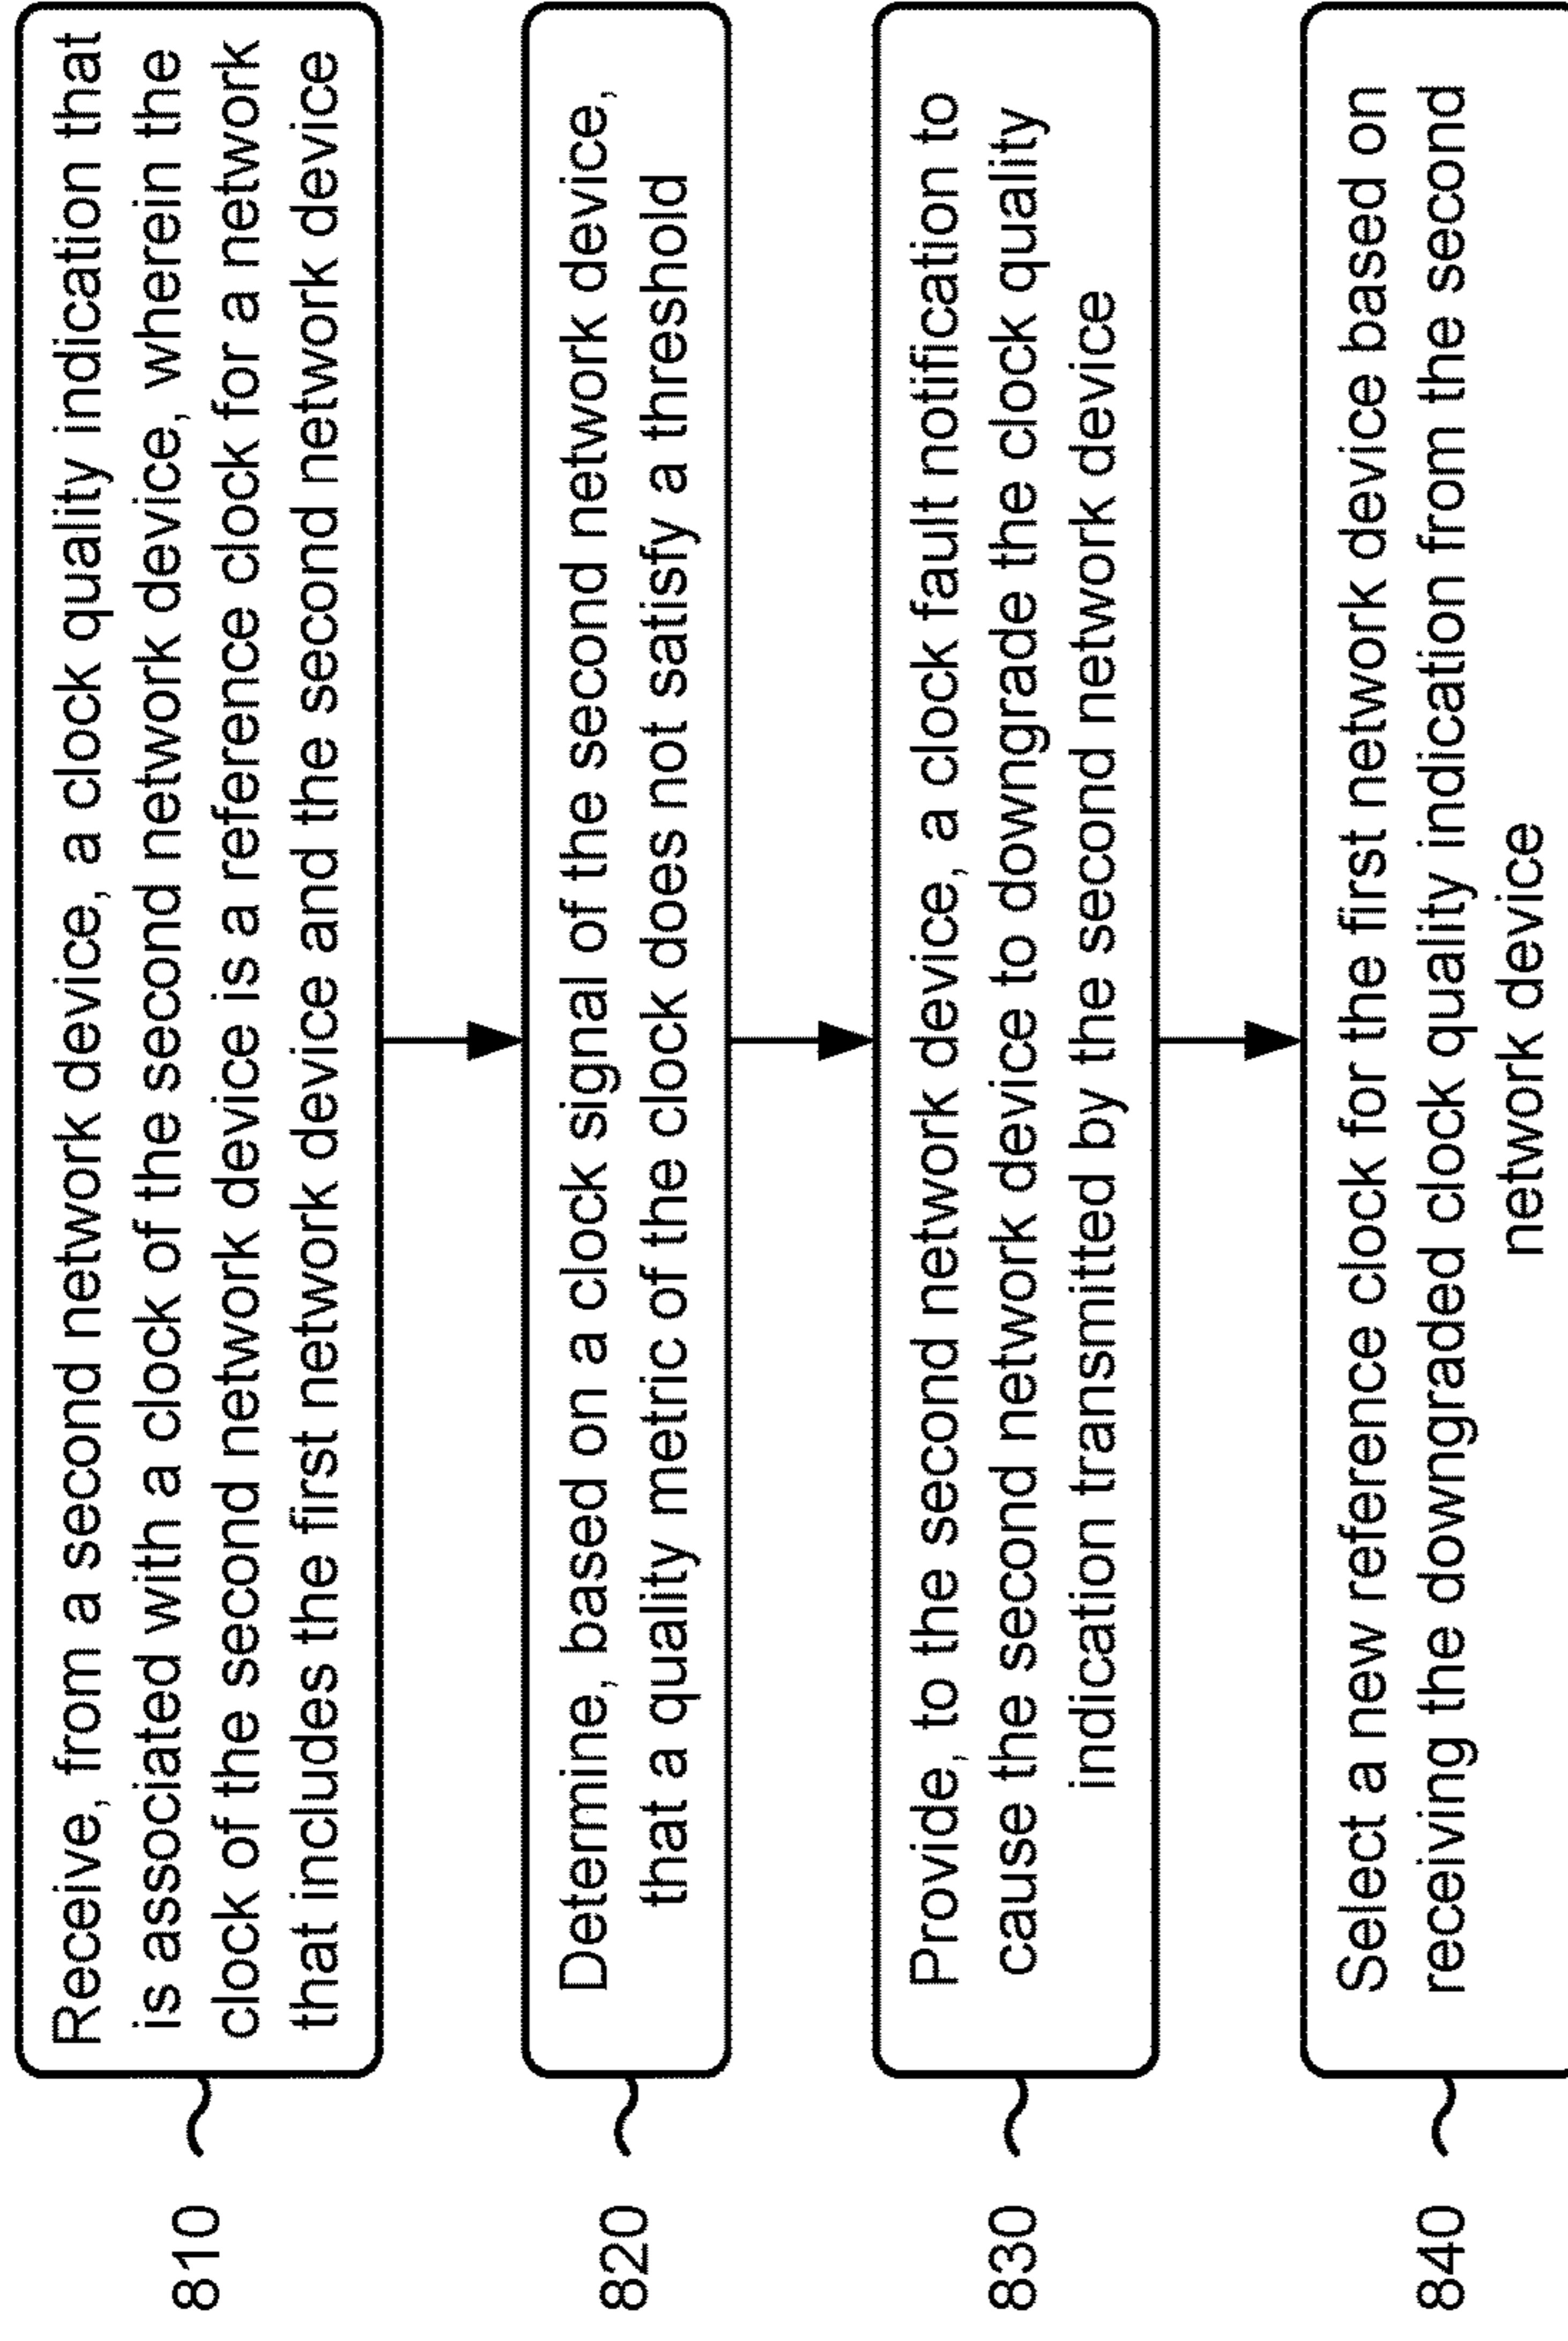 810
Receive, from a second network device, a clock quality indication that
is associated with a clock of the second network device, wherein the
clock of the second network device is a reference clock for a network
that includes the first network device and the second network device
820
Determine, based on a clock signal of the second network device,
that a quality metric of the clock does not satisfy a threshold
830
Provide, to the second network device, a clock fault notification to
cause the second network device to downgrade the clock quality
indication transmitted by the second network device
840
Select a new reference clock for the first network device based on
receiving the downgraded clock quality indication from the second
network device